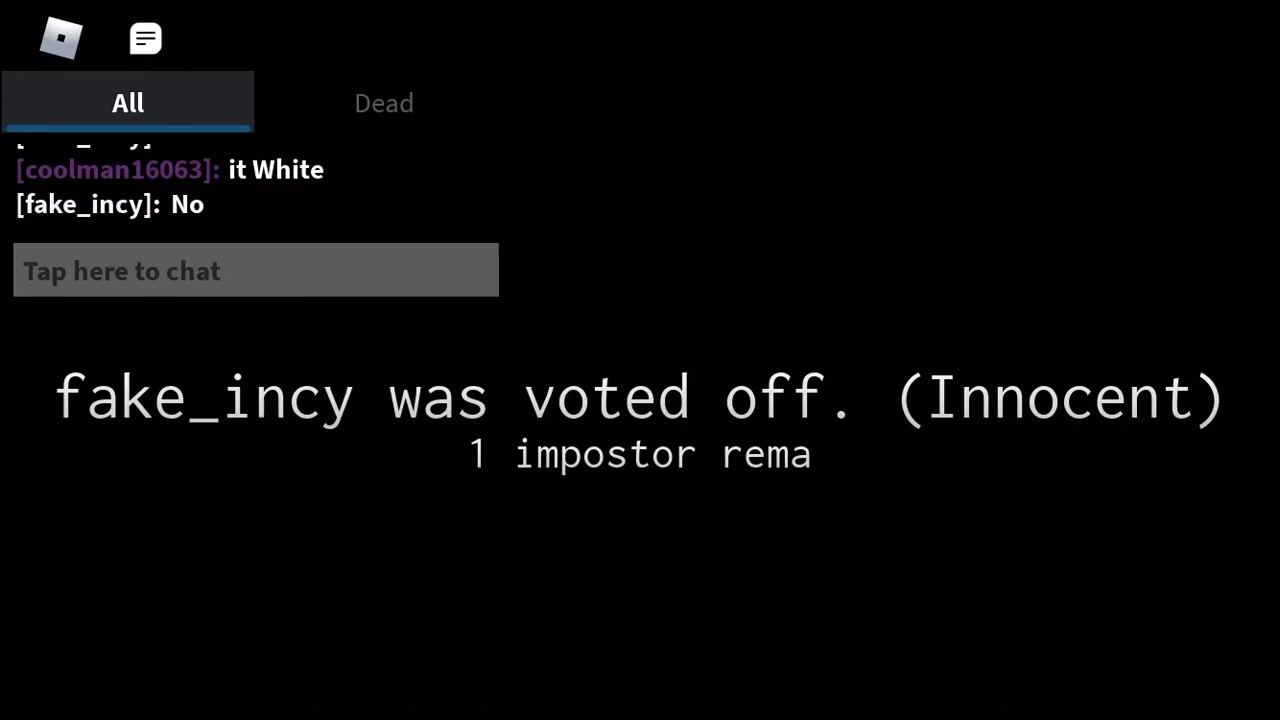 All
Dead
[coolman16063]: it White
[fake_incy]: No
Tap here to chat
fake_incy was voted off. (Innocent)
1 impostor rema